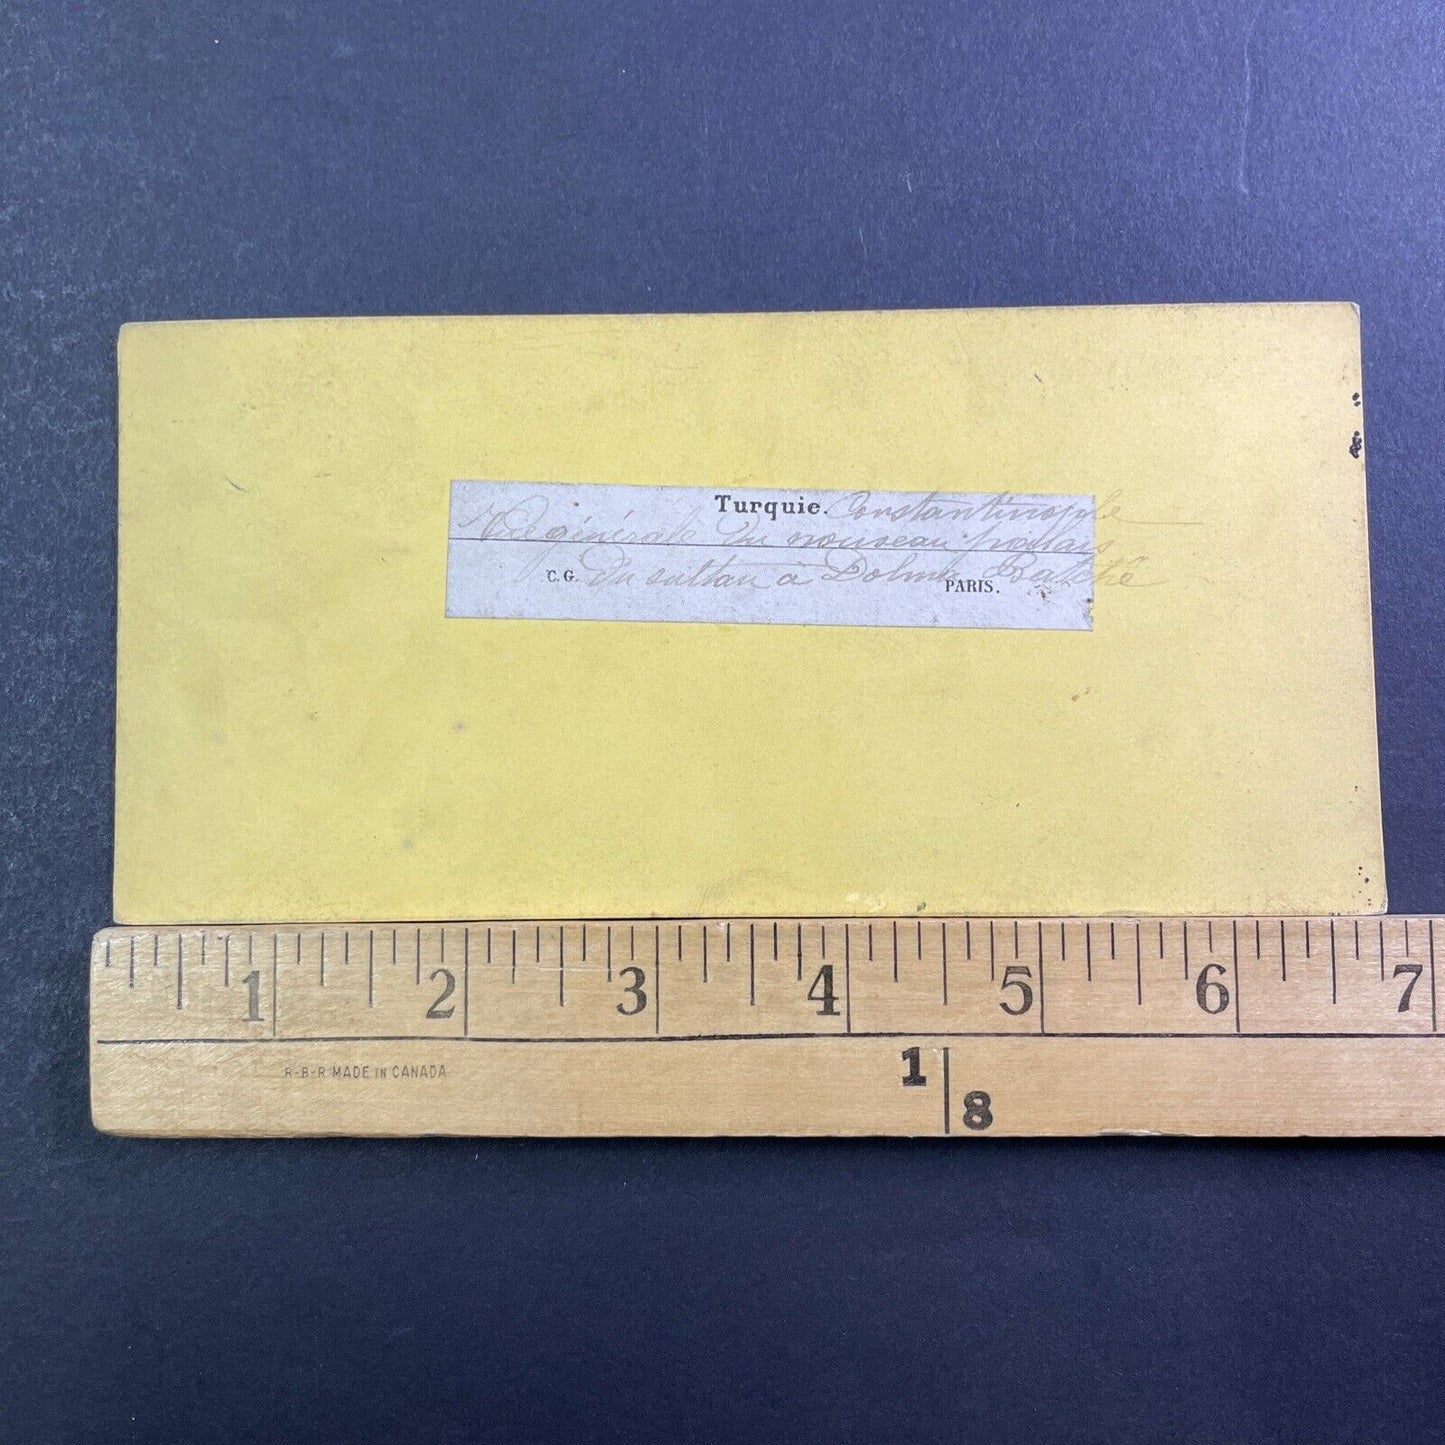 Turquie. Constantinople
Vue générale du nouveau palais
C. G. du sultan à Dolma Batché
PARIS.
1 2 3 4 5 6 7
R-B-R MADE IN CANADA
1
8